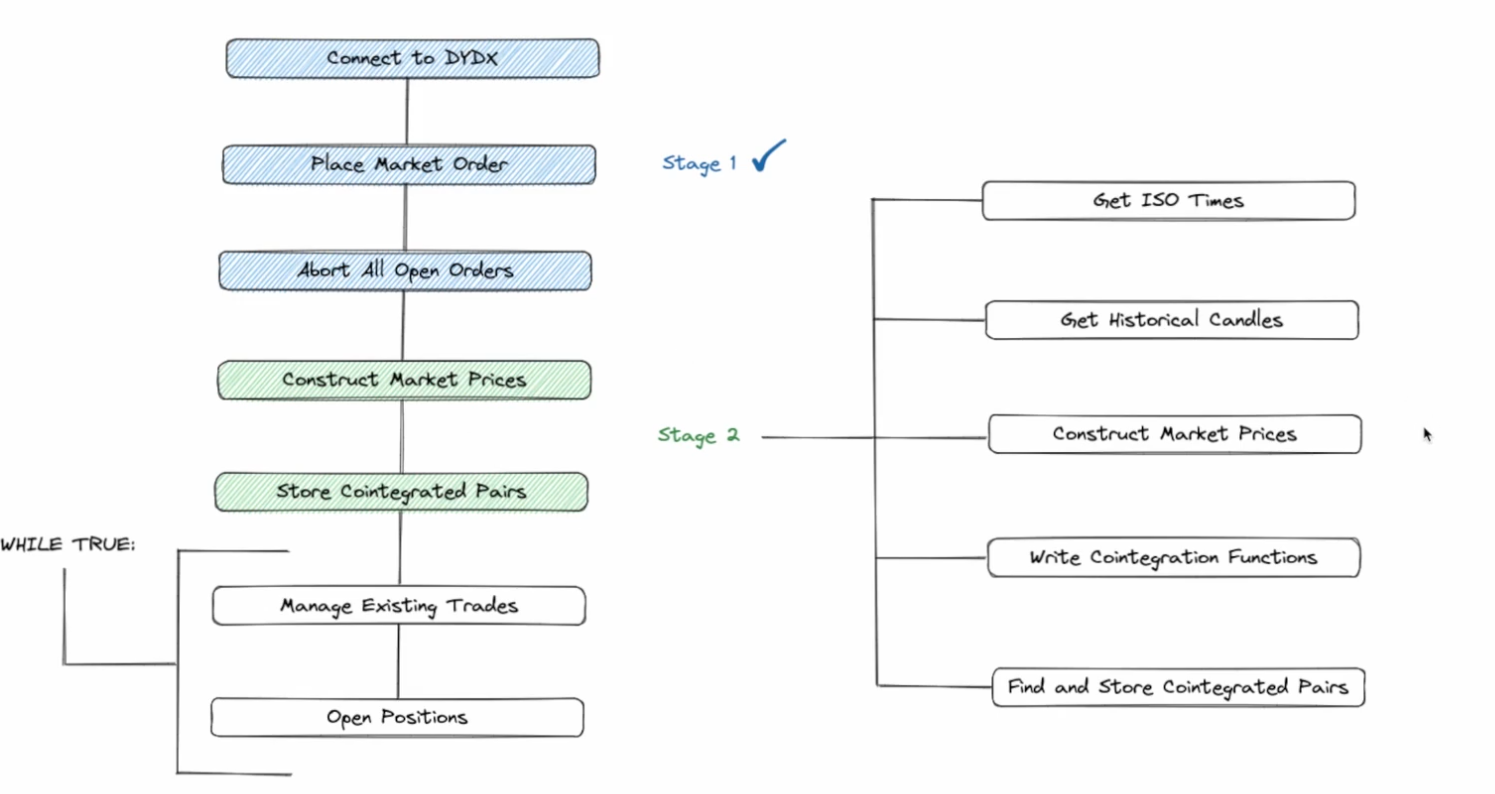 Connect to DYDX
Place Market Order
Stage 1
Abort All Open Orders
Construct Market Prices
Stage 2
Store Cointegrated Pairs
WHILE TRUE:
Manage Existing Trades
Open Positions
Get ISO Times
Get Historical Candles
Construct Market Prices
Write Cointegration Functions
Find and Store Cointegrated Pairs